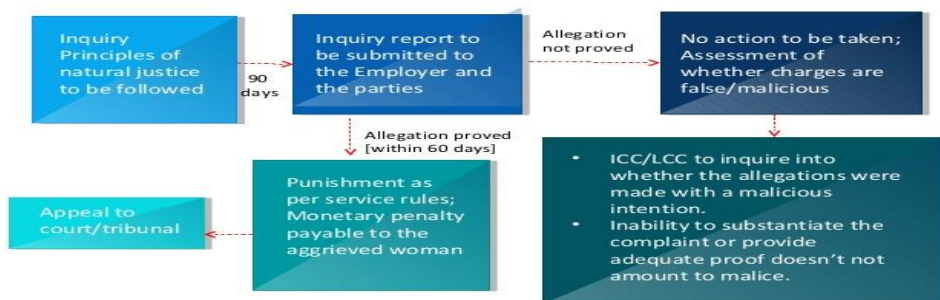 Inquiry
Principles of
natural justice
to be followed
90
days
Inquiry report to
be submitted to
the Employer and
the parties
Allegation
not proved
No action to be taken;
Assessment of
whether charges are
false/malicious
Allegation proved
[within 60 days]
Punishment as
per service rules;
Monetary penalty
payable to the
aggrieved woman
Appeal to
court/tribunal
• ICC/LCC to inquire into
whether the allegations were
made with a malicious
intention.
• Inability to substantiate the
complaint or provide
adequate proof doesn't not
amount to malice.